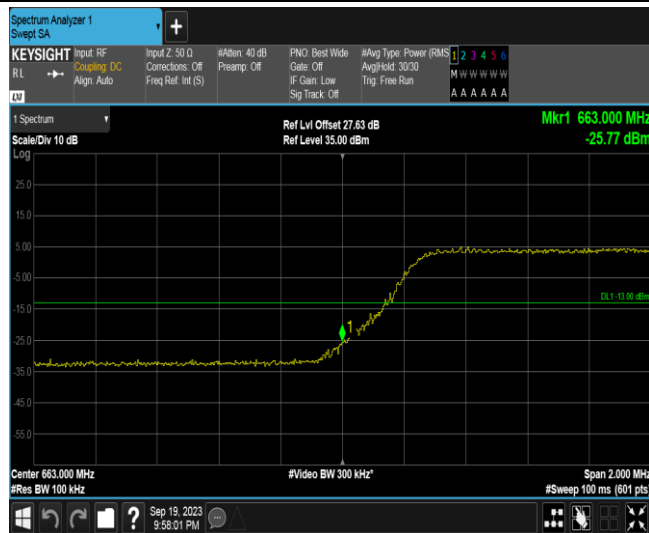 Spectrum Analyzer 1
Swept SA
+
KEYSIGHT
RL
LXI
Input: RF
Coupling: DC
Align: Auto
Input Z: 50 Ω
Corrections: Off
Freq Ref: Int (S)
#Atten: 40 dB
Preamp: Off
PNO: Best Wide
Gate: Off
IF Gain: Low
Sig Track: Off
#Avg Type: Power (RMS
Avg|Hold: 30/30
Trig: Free Run
1 2 3 4 5 6
M W W W W W
A A A A A A
1 Spectrum
Scale/Div 10 dB
Log
Ref Lvl Offset 27.63 dB
Ref Level 35.00 dBm
Mkr1 663.000 MHz
-25.77 dBm
25.0
15.0
5.00
-5.00
-15.0
-25.0
-35.0
-45.0
-55.0
1
DL1 -13.00 dBm
Center 663.000 MHz
#Res BW 100 kHz
#Video BW 300 kHz*
Span 2.000 MHz
#Sweep 100 ms (601 pts)
?
Sep 19, 2023
9:58:01 PM